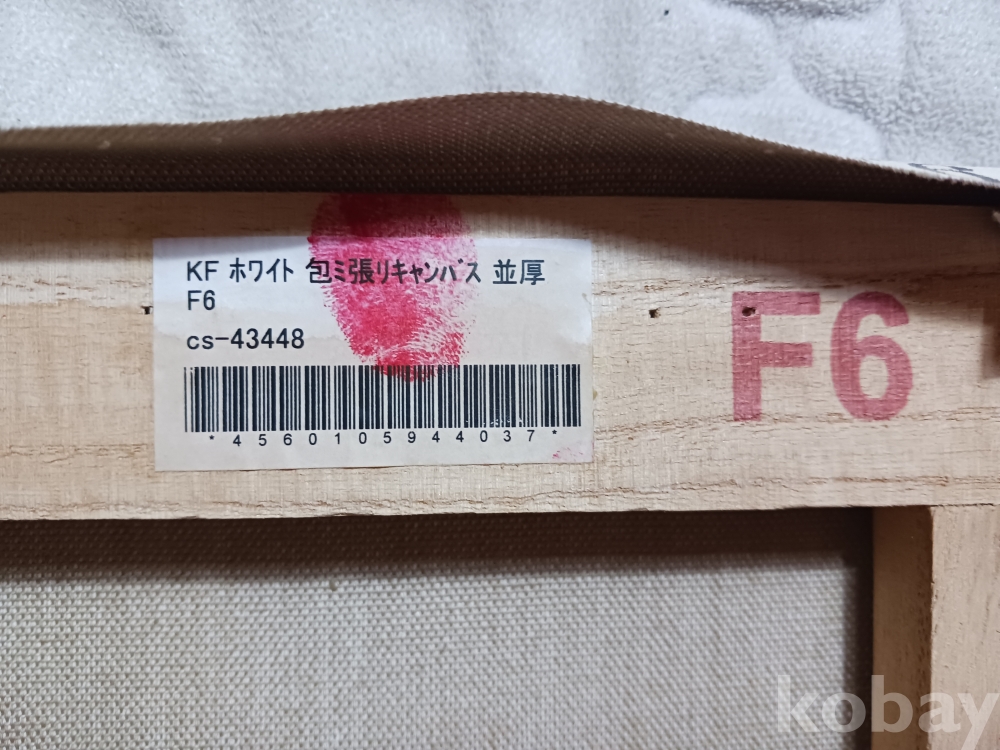 KF ホワイト 包ミ張リキャンバス 並厚
F6
cs-43448
*4560105944037*
F6
kobay